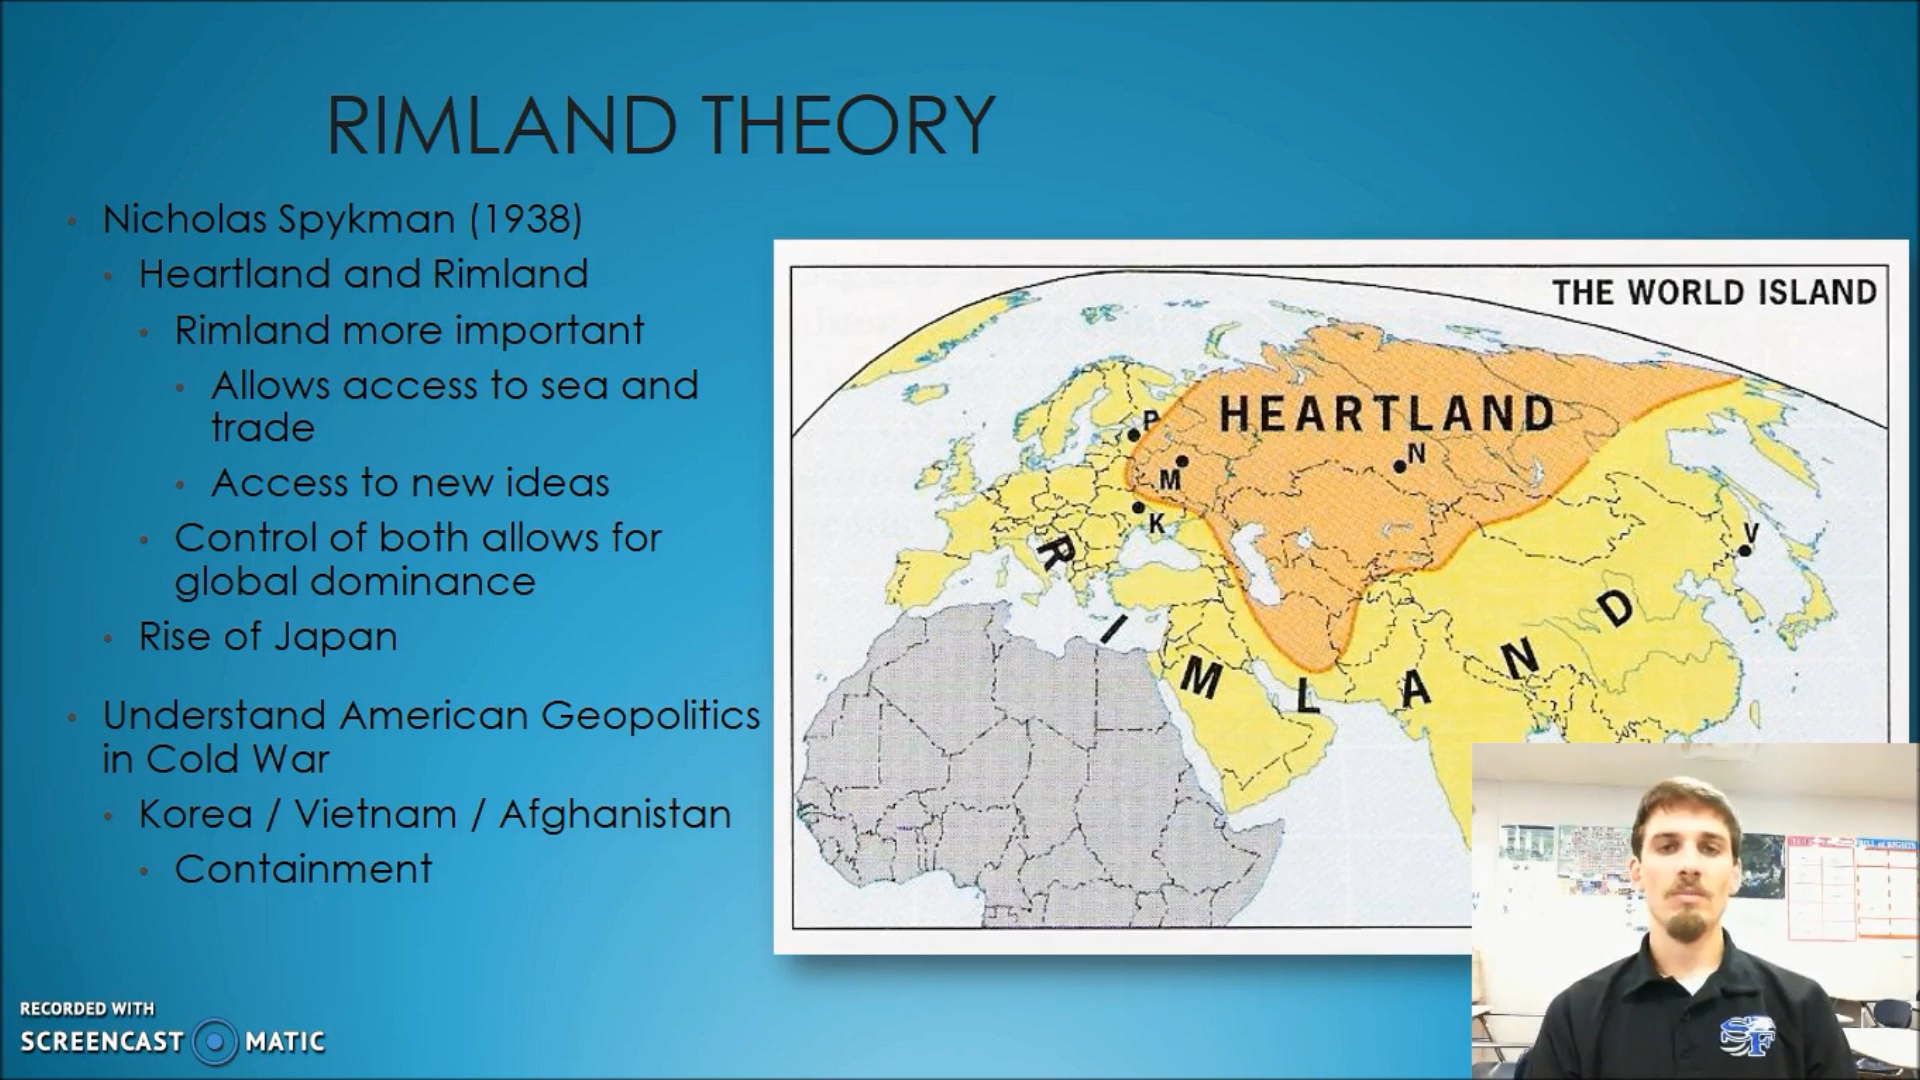 RIMLAND THEORY
Nicholas Spykman (1938)
Heartland and Rimland
Rimland more important
Allows access to sea and
trade
Access to new ideas
Control of both allows for
global dominance
Rise of Japan
Understand American Geopolitics
in Cold War
Korea / Vietnam / Afghanistan
Containment
THE WORLD ISLAND
HEARTLAND
P
N
M
K
V
RIMLAND
RECORDED WITH
SCREENCAST MATIC
SF